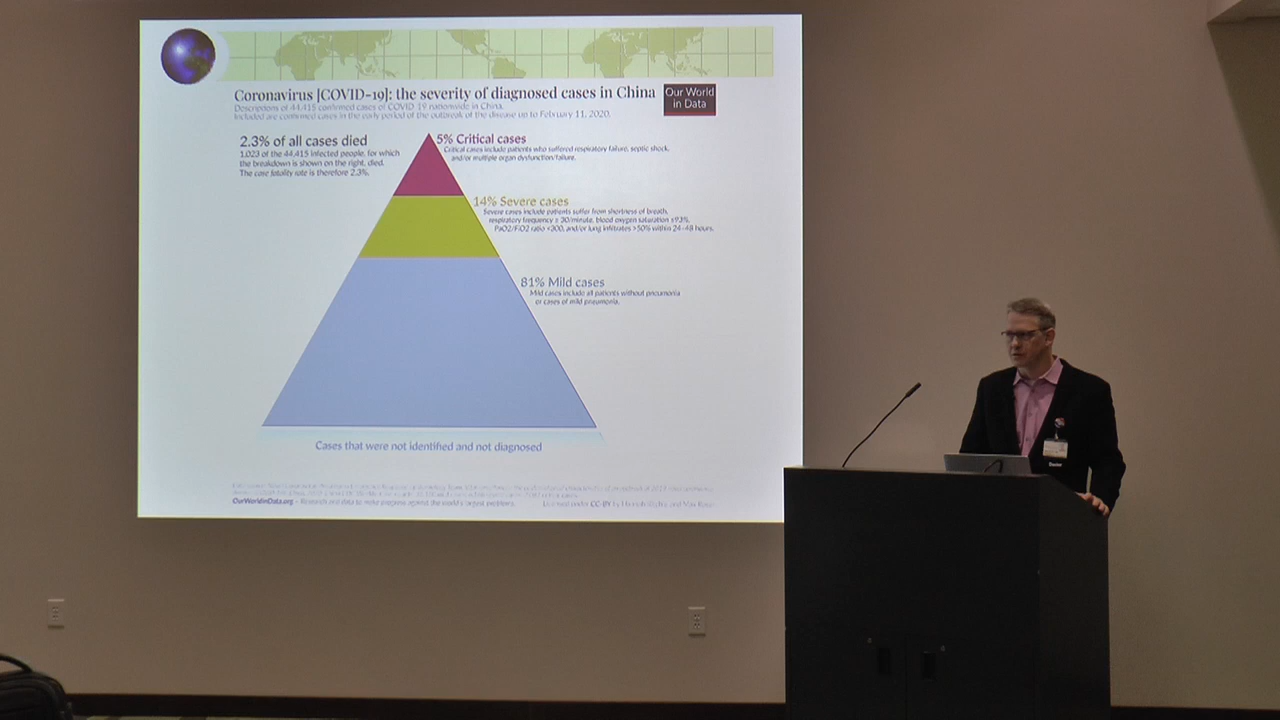 Coronavirus [COVID-19]: the severity of diagnosed cases in China
Our World
in Data
Descriptions of 44,415 confirmed cases of COVID-19 nationwide in China.
Included are confirmed cases in the early period of the outbreak of the disease up to February 11, 2020.
2.3% of all cases died
1,023 of the 44,415 infected people, for which
the breakdown is shown on the right, died.
The case fatality rate is therefore 2.3%.
5% Critical cases
Critical cases include patients who suffered respiratory failure, septic shock,
and/or multiple organ dysfunction/failure.
14% Severe cases
Severe cases include patients suffer from shortness of breath,
respiratory frequency ≥ 30/minute, blood oxygen saturation ≤93%,
PaO2/FiO2 ratio <300, and/or lung infiltrates >50% within 24–48 hours.
81% Mild cases
Mild cases include all patients without pneumonia
or cases of mild pneumonia.
Cases that were not identified and not diagnosed
OurWorldinData.org – Research and data to make progress against the world's largest problems.
Licensed under CC-BY by